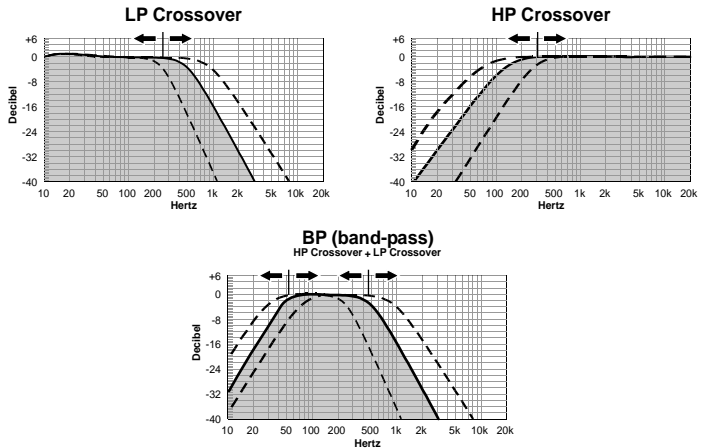 LP Crossover
+6
0
-8
-16
-24
-32
-40
Decibel
10 20 50 100 200 500 1k 2k 5k 10k 20k
Hertz
HP Crossover
+6
0
-8
-16
-24
-32
-40
Decibel
10 20 50 100 200 500 1k 2k 5k 10k 20k
Hertz
BP (band-pass)
HP Crossover + LP Crossover
+6
0
-8
-16
-24
-32
-40
Decibel
10 20 50 100 200 500 1k 2k 5k 10k 20k
Hertz